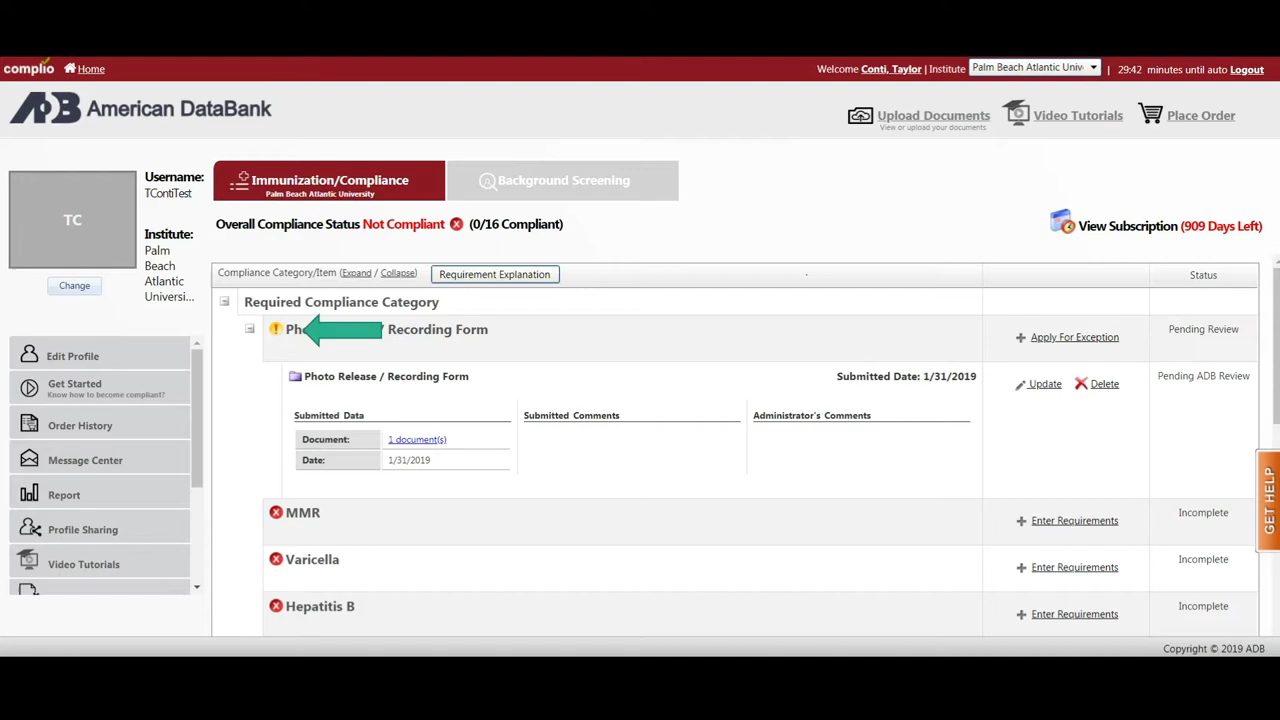 complio Home
Welcome Conti, Taylor | Institute Palm Beach Atlantic Univ | 29:42 minutes until auto Logout
ADB American DataBank
Upload Documents
View or upload your documents.
Video Tutorials
Place Order
TC
Change
Username:
TContiTest
Institute:
Palm
Beach
Atlantic
Universi...
Edit Profile
Get Started
Know how to become compliant?
Order History
Message Center
Report
Profile Sharing
Video Tutorials
Immunization/Compliance
Palm Beach Atlantic University
Background Screening
Overall Compliance Status Not Compliant (0/16 Compliant)
View Subscription (909 Days Left)
Compliance Category/Item (Expand / Collapse) Requirement Explanation Status
Required Compliance Category
/ Recording Form + Apply For Exception Pending Review
Photo Release / Recording Form Submitted Date: 1/31/2019 Update Delete Pending ADB Review
Submitted Data Submitted Comments Administrator's Comments
Document: 1 document(s)
Date: 1/31/2019
MMR + Enter Requirements Incomplete
Varicella + Enter Requirements Incomplete
Hepatitis B + Enter Requirements Incomplete
GET HELP
Copyright © 2019 ADB